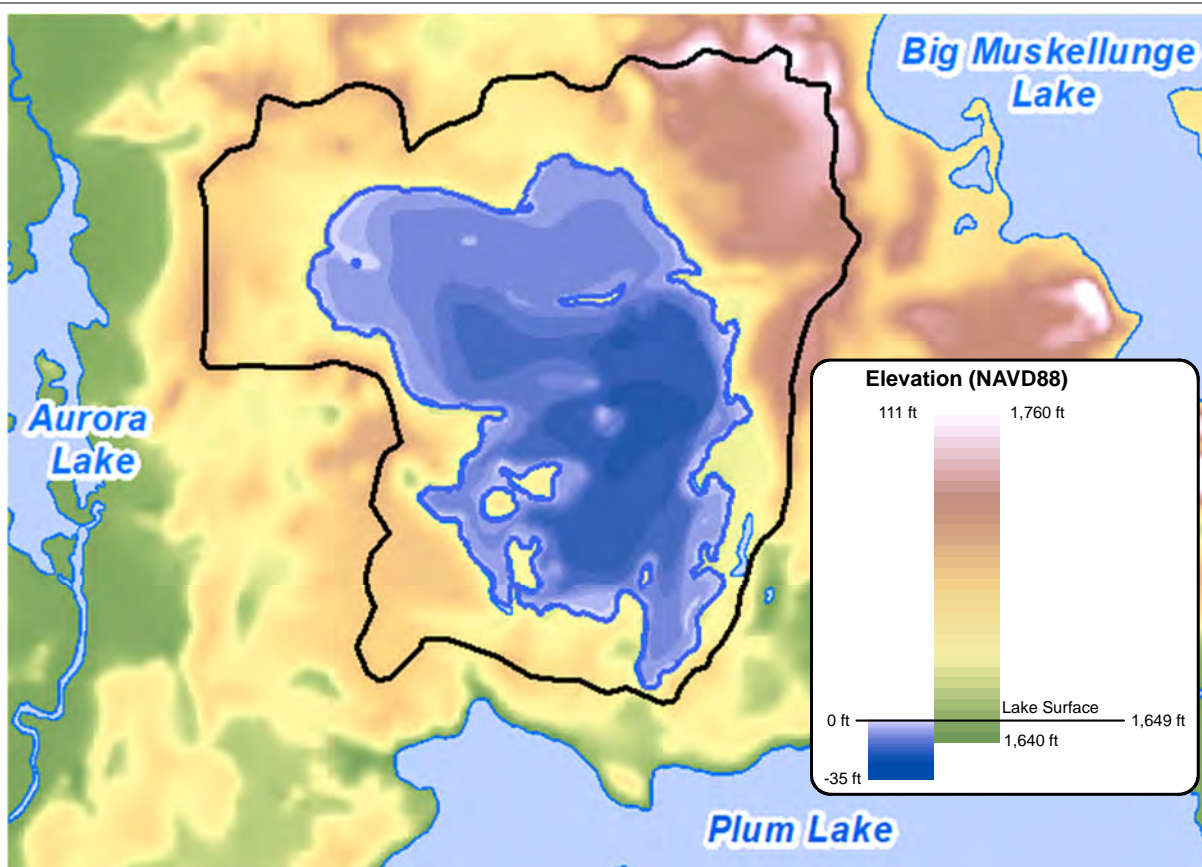 Big Muskellunge
Lake
Aurora
Lake
Plum Lake
Elevation (NAVD88)
111 ft 1,760 ft
Lake Surface
0 ft 1,649 ft
1,640 ft
-35 ft